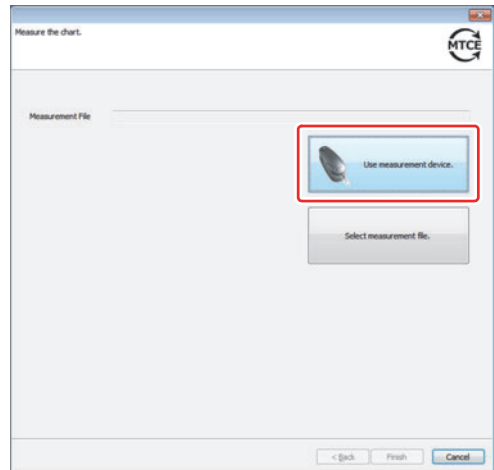 Measure the chart.
MTCE
Measurement File
Use measurement device.
Select measurement file.
< Back
Finish
Cancel